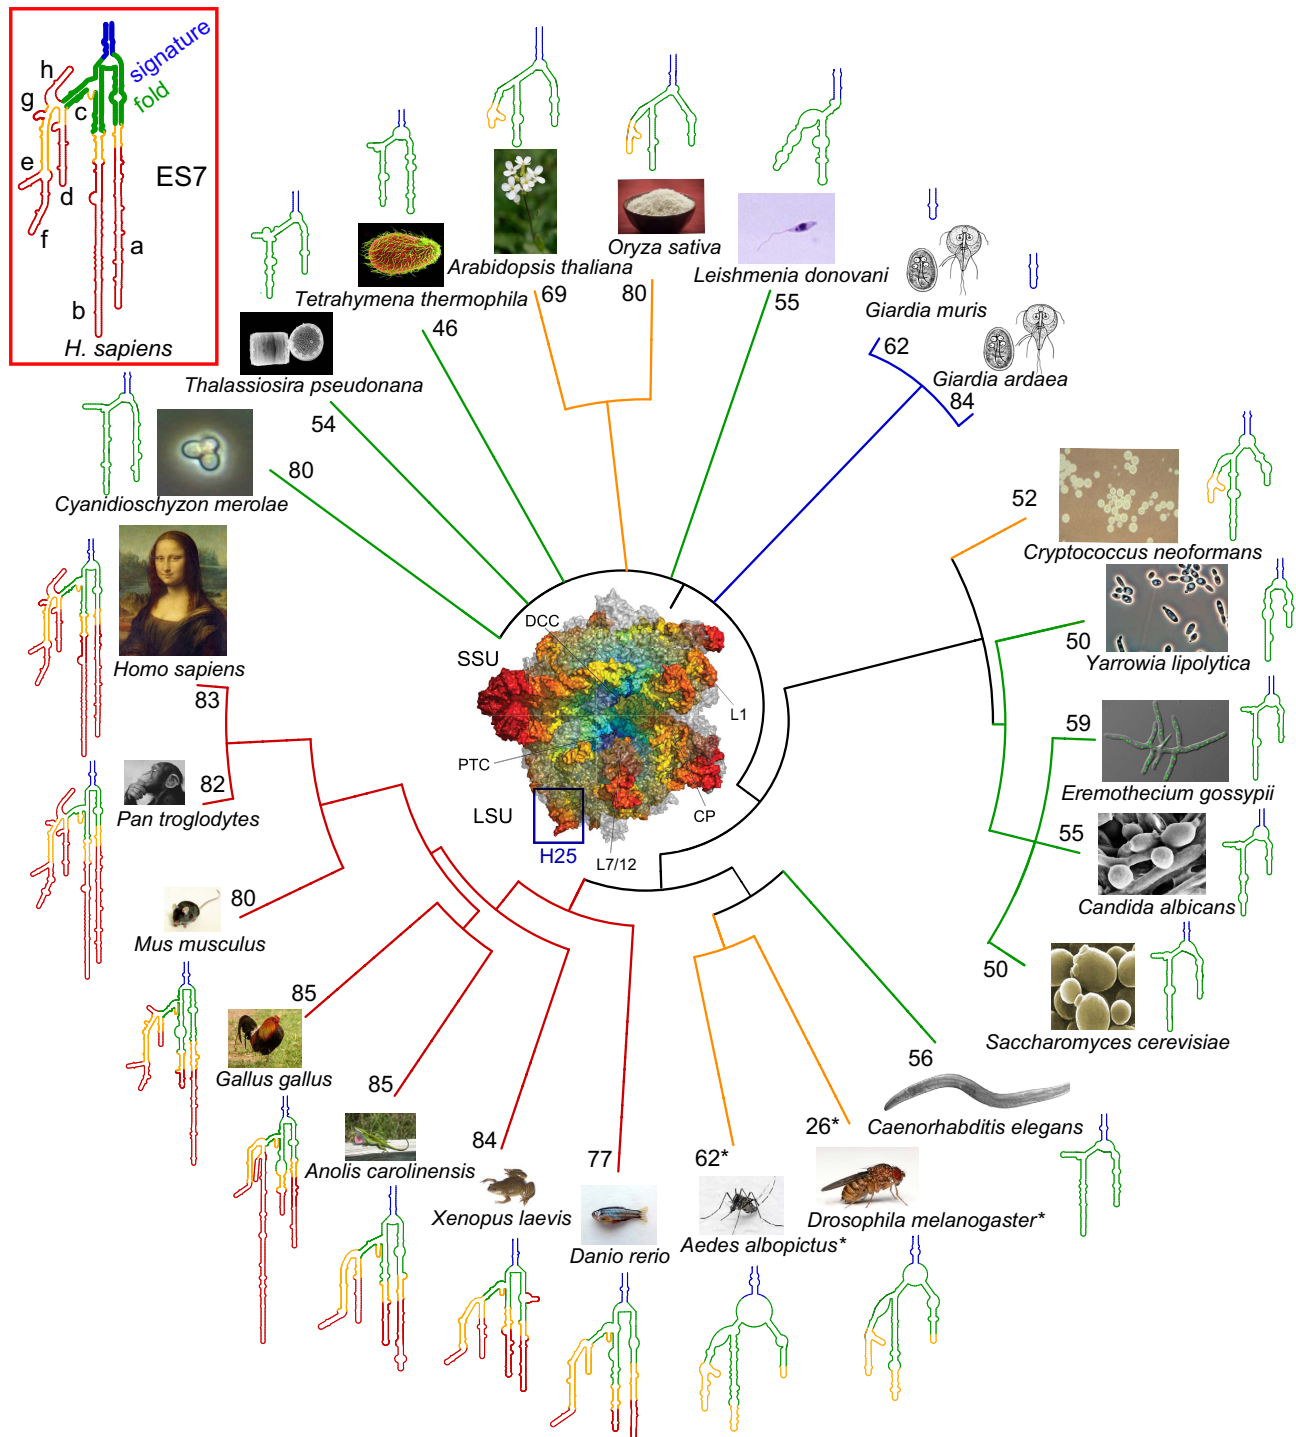 signature
fold
h
g
c
e
d
f
a
b
ES7
H. sapiens
Arabidopsis thaliana
69
Oryza sativa
80
Leishmenia donovani
55
Giardia muris
62
Giardia ardaea
84
Tetrahymena thermophila
46
Thalassiosira pseudonana
54
Cyanidioschyzon merolae
80
52
Cryptococcus neoformans
50
Yarrowia lipolytica
59
Eremothecium gossypii
55
Candida albicans
50
Saccharomyces cerevisiae
56
Caenorhabditis elegans
26*
Drosophila melanogaster*
62*
Aedes albopictus*
77
Danio rerio
84
Xenopus laevis
85
Anolis carolinensis
85
Gallus gallus
80
Mus musculus
82
Pan troglodytes
Homo sapiens
83
DCC
SSU
L1
PTC
LSU
CP
H25
L7/12